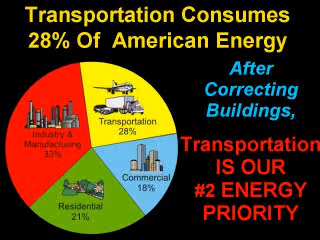 Transportation Consumes
28% Of American Energy
After
Correcting
Buildings,
Transportation
IS OUR
#2 ENERGY
PRIORITY
Transportation
28%
Industry &
Manufacturing
33%
Commercial
18%
Residential
21%